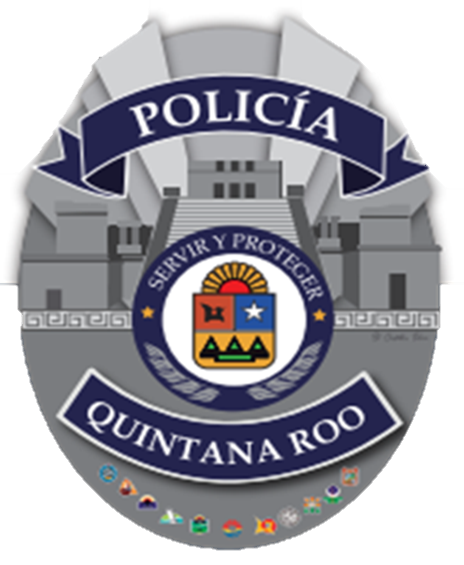 POLICÍA
SERVIR Y PROTEGER
QUINTANA ROO